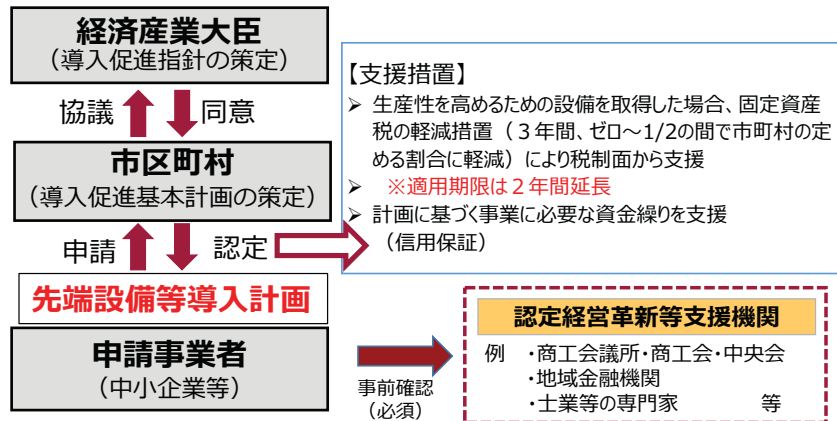 経済産業大臣
（導入促進指針の策定）
協議
同意
市区町村
（導入促進基本計画の策定）
申請
認定
先端設備等導入計画
申請事業者
（中小企業等）
【支援措置】
➢ 生産性を高めるための設備を取得した場合、固定資産
税の軽減措置（３年間、ゼロ～1/2の間で市町村の定
める割合に軽減）により税制面から支援
➢ ※適用期限は２年間延長
➢ 計画に基づく事業に必要な資金繰りを支援
（信用保証）
事前確認
（必須）
認定経営革新等支援機関
例 ・商工会議所・商工会・中央会
・地域金融機関
・士業等の専門家 等